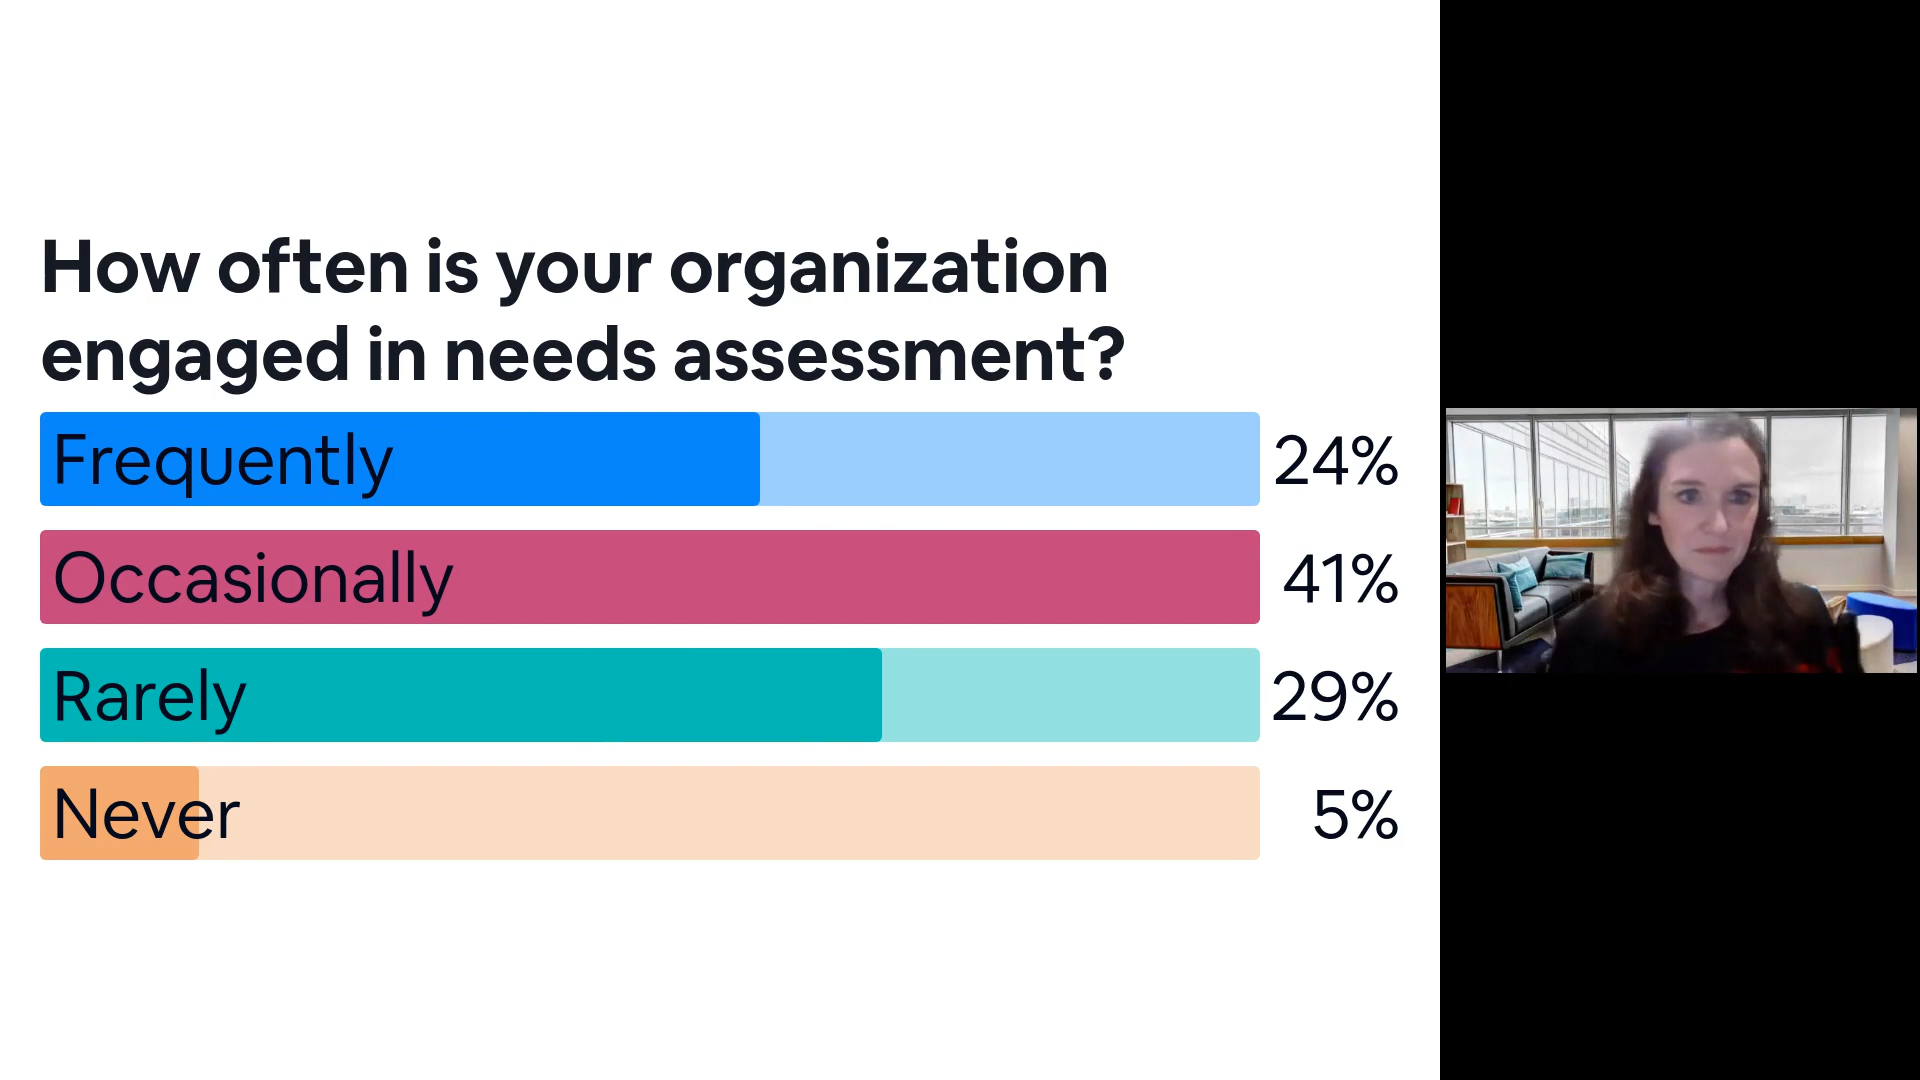 How often is your organization
engaged in needs assessment?
Frequently 24%
Occasionally 41%
Rarely 29%
Never 5%